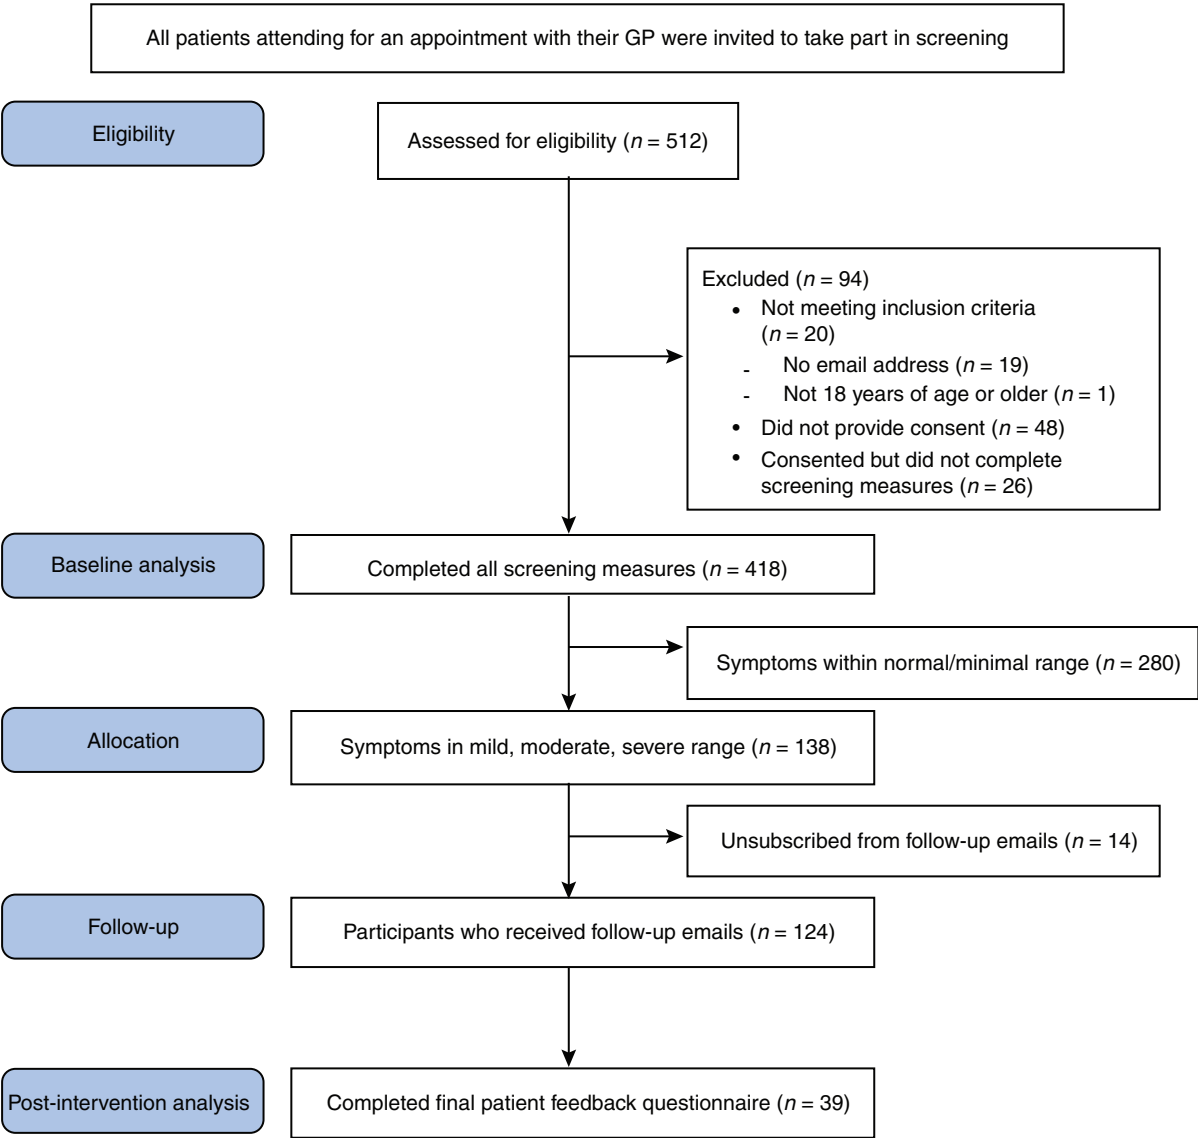 All patients attending for an appointment with their GP were invited to take part in screening
Eligibility
Assessed for eligibility (n = 512)
Excluded (n = 94)
• Not meeting inclusion criteria
(n = 20)
- No email address (n = 19)
- Not 18 years of age or older (n = 1)
• Did not provide consent (n = 48)
• Consented but did not complete
screening measures (n = 26)
Baseline analysis
Completed all screening measures (n = 418)
Symptoms within normal/minimal range (n = 280)
Allocation
Symptoms in mild, moderate, severe range (n = 138)
Unsubscribed from follow-up emails (n = 14)
Follow-up
Participants who received follow-up emails (n = 124)
Post-intervention analysis
Completed final patient feedback questionnaire (n = 39)